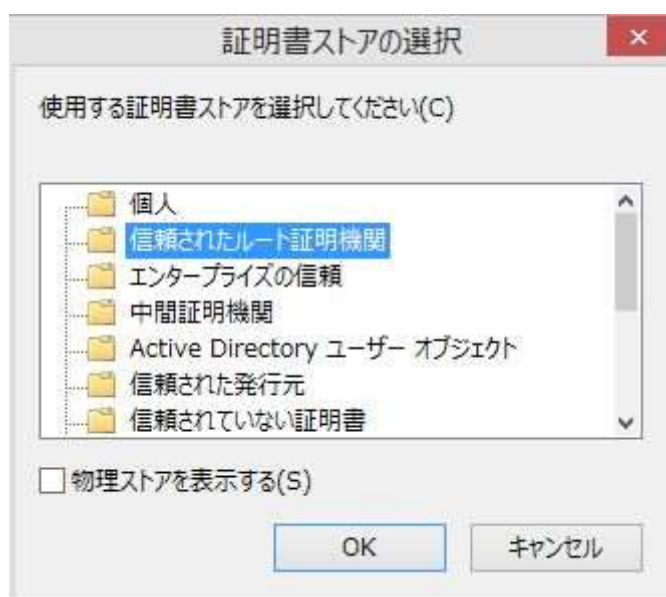 証明書ストアの選択
使用する証明書ストアを選択してください(C)
個人
信頼されたルート証明機関
エンタープライズの信頼
中間証明機関
Active Directory ユーザー オブジェクト
信頼された発行元
信頼されていない証明書
物理ストアを表示する(S)
OK
キャンセル